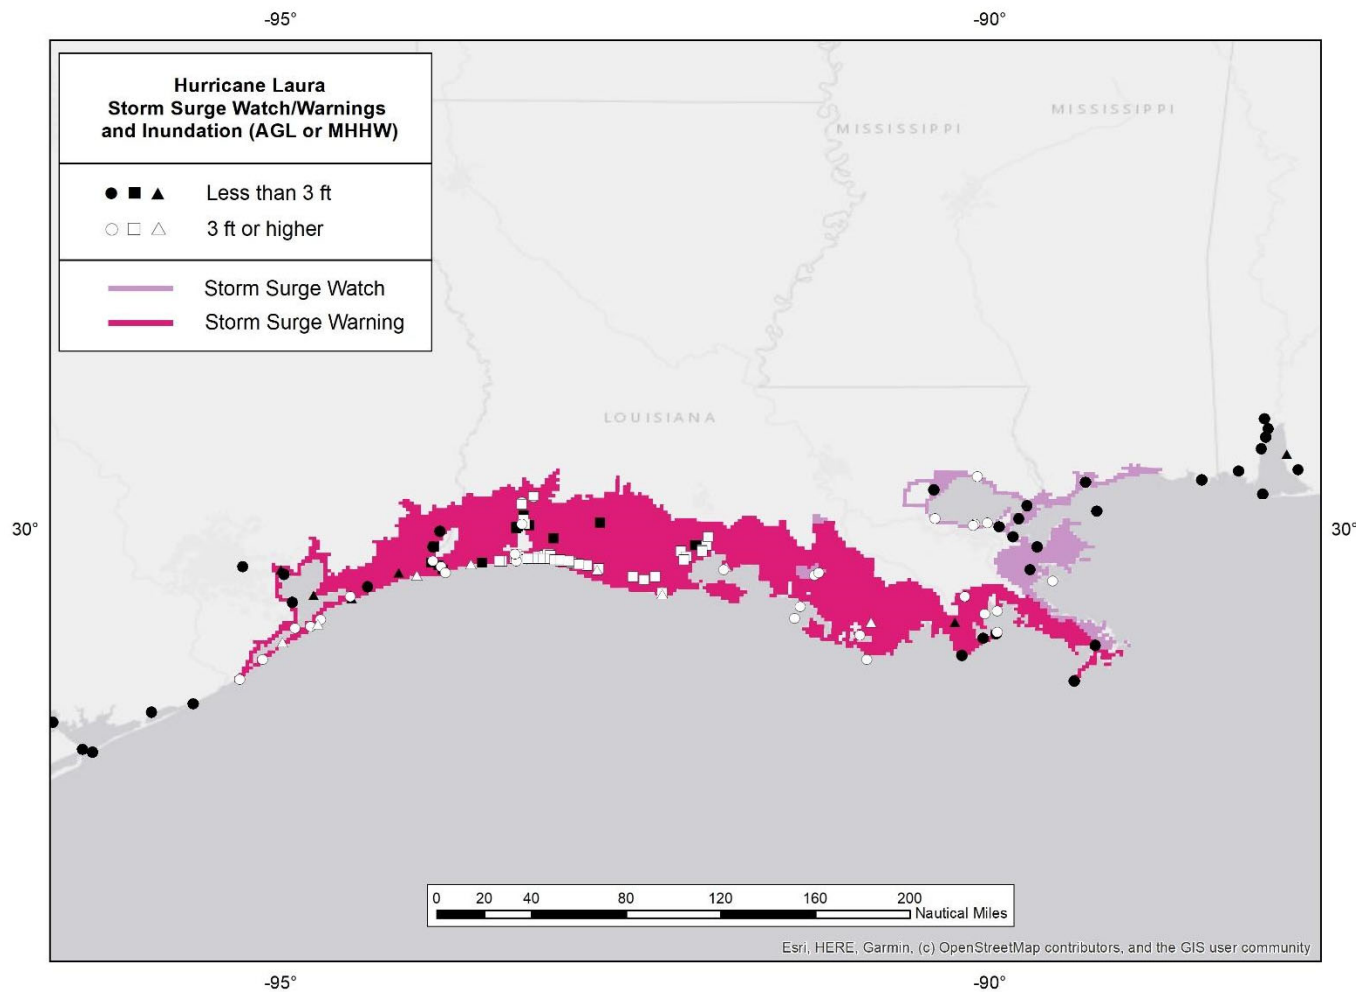 -95°
-90°
Hurricane Laura
Storm Surge Watch/Warnings
and Inundation (AGL or MHHW)
Less than 3 ft
3 ft or higher
Storm Surge Watch
Storm Surge Warning
MISSISSIPPI
MISSISSIPPI
LOUISIANA
30°
30°
0 20 40 80 120 160 200
Nautical Miles
Esri, HERE, Garmin, (c) OpenStreetMap contributors, and the GIS user community
-95°
-90°